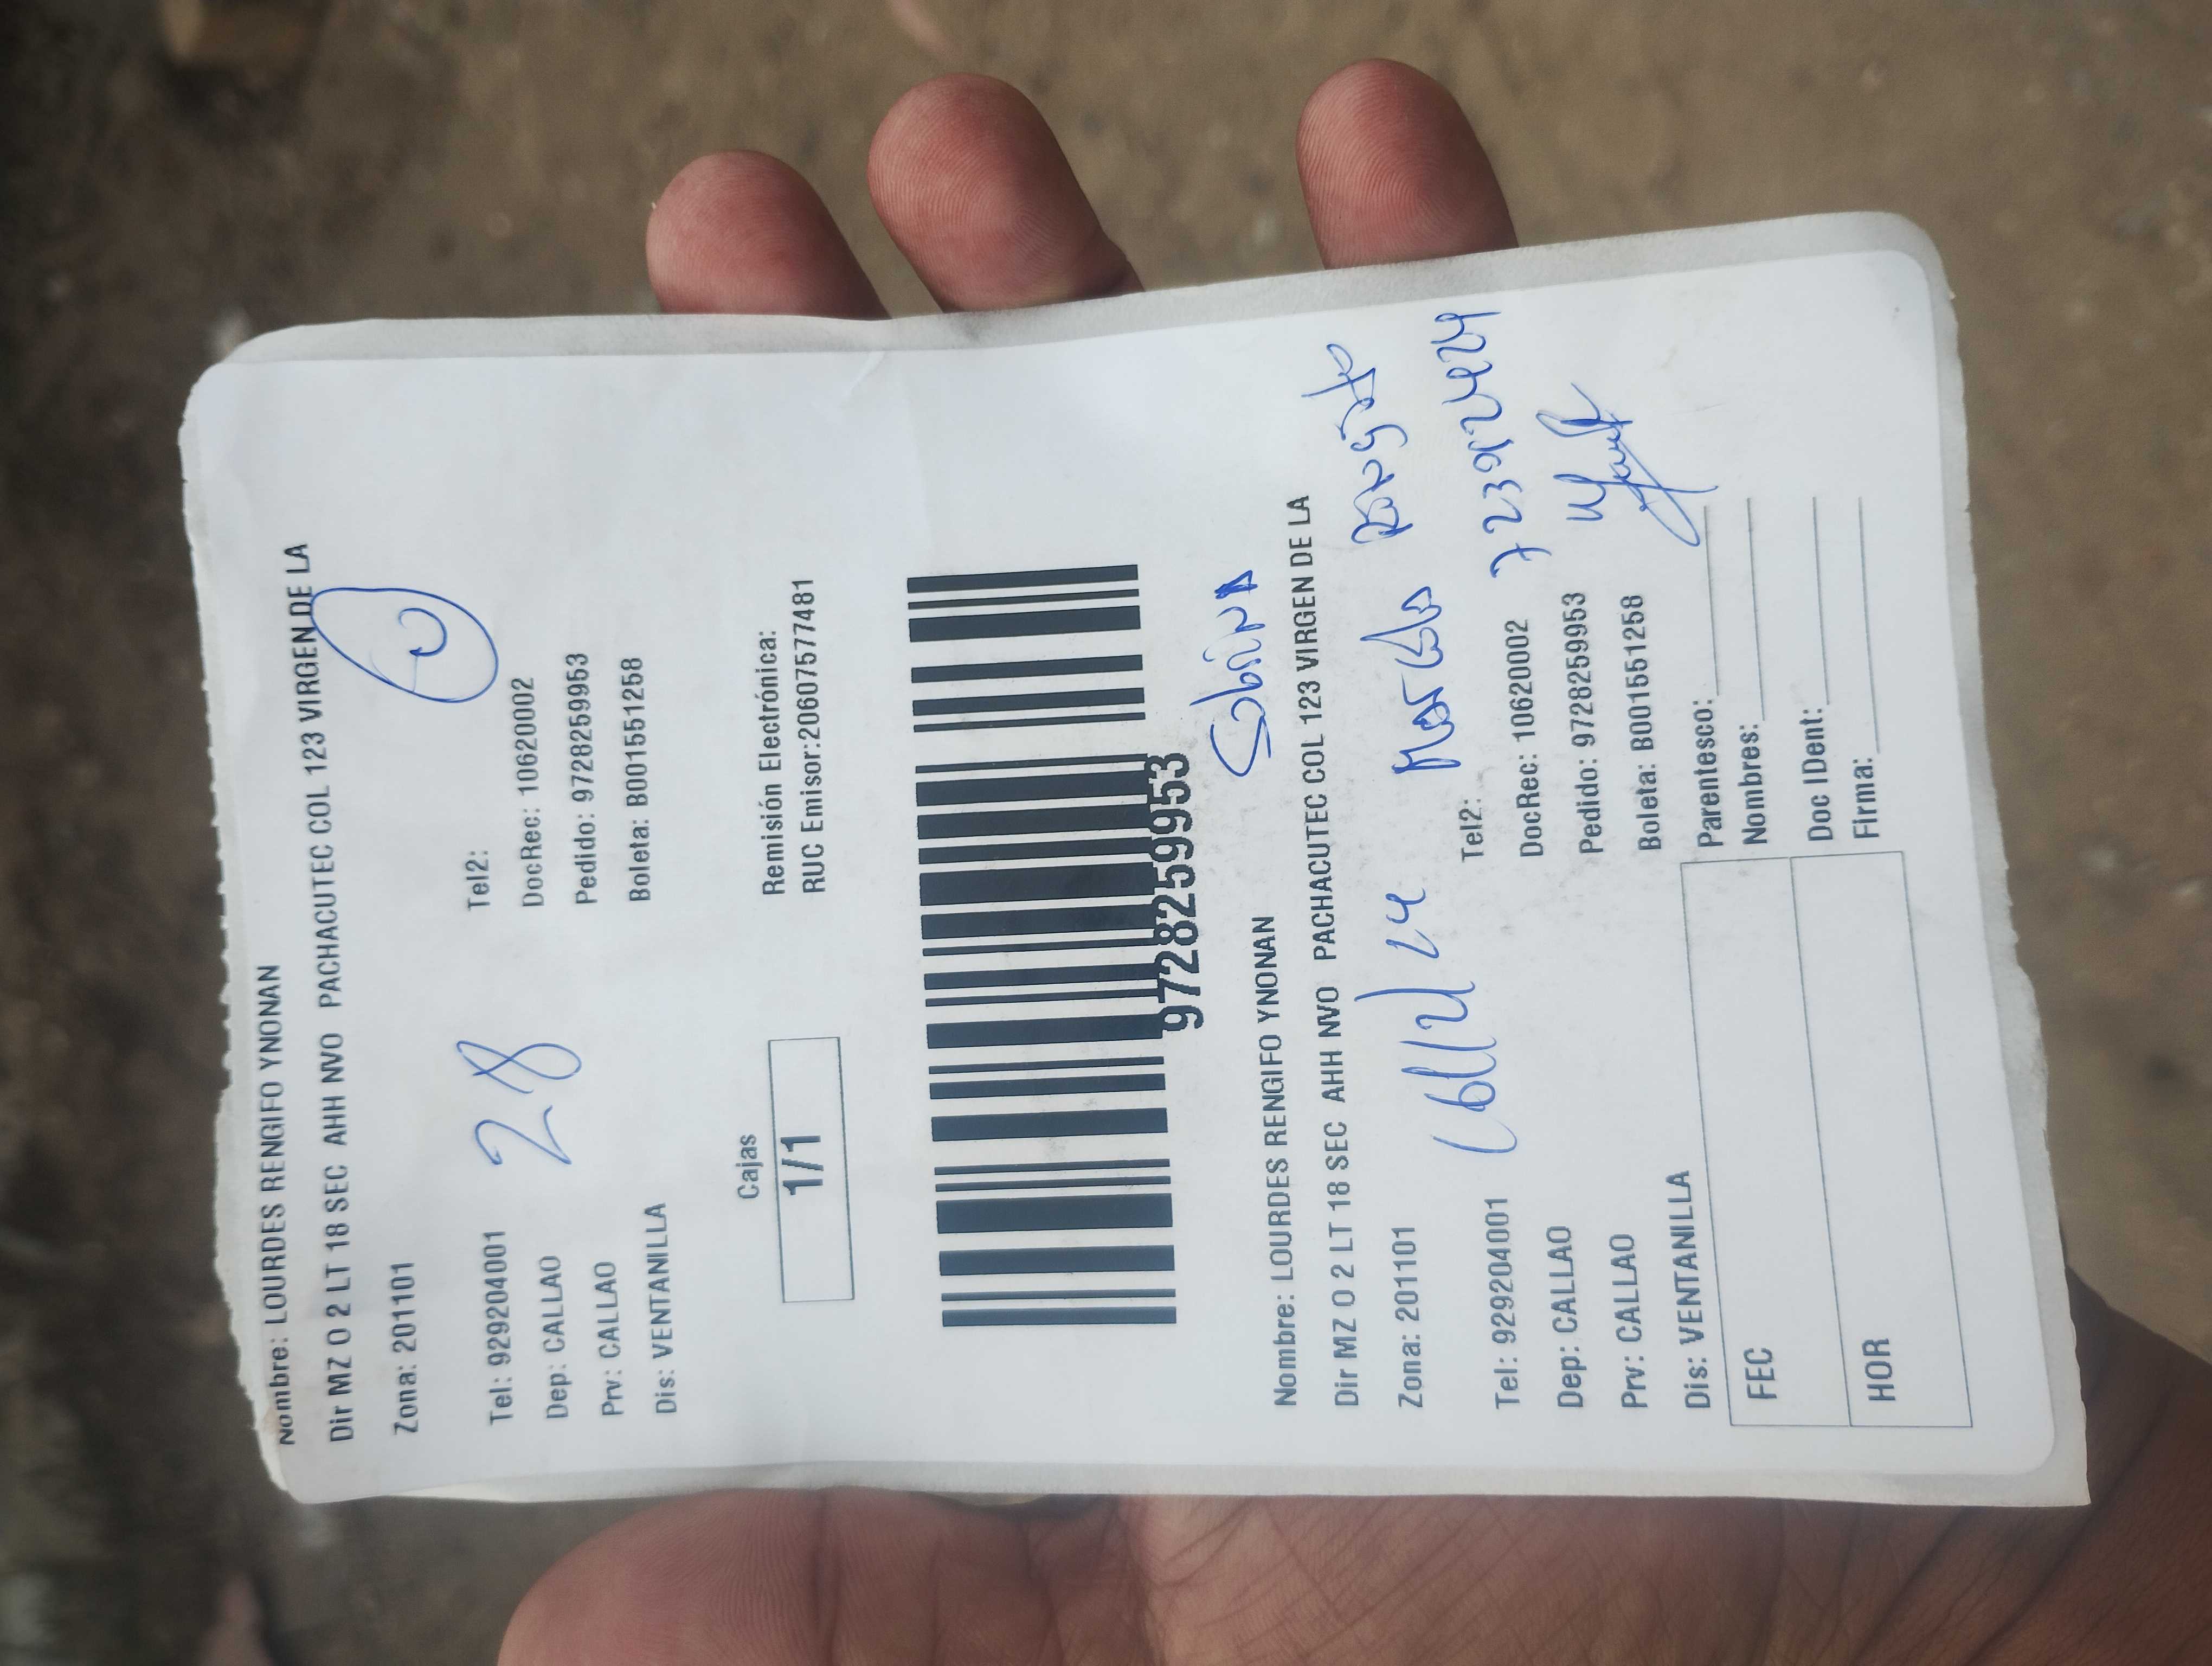 Nombre: LOURDES RENGIFO YNONAN
Dir MZ O 2 LT 18 SEC AHH NVO PACHACUTEC COL 123 VIRGEN DE LA
Zona: 201101
28
Tel: 929204001 Tel2:
Dep: CALLAO DocRec: 10620002
Prv: CALLAO Pedido: 9728259953
Dis: VENTANILLA Boleta: B001551258
Cajas
1/1
Remisión Electrónica:
RUC Emisor:20607577481
9728259953
Sobrina
Nombre: LOURDES RENGIFO YNONAN
Dir MZ O 2 LT 18 SEC AHH NVO PACHACUTEC COL 123 VIRGEN DE LA
Zona: 201101
Rengifo
Tel: 929204001 Tel2:
Dep: CALLAO DocRec: 10620002
Prv: CALLAO Pedido: 9728259953
Dis: VENTANILLA Boleta: B001551258
FEC
HOR
Parentesco:
Nombres:
Doc IDent:
Firma: